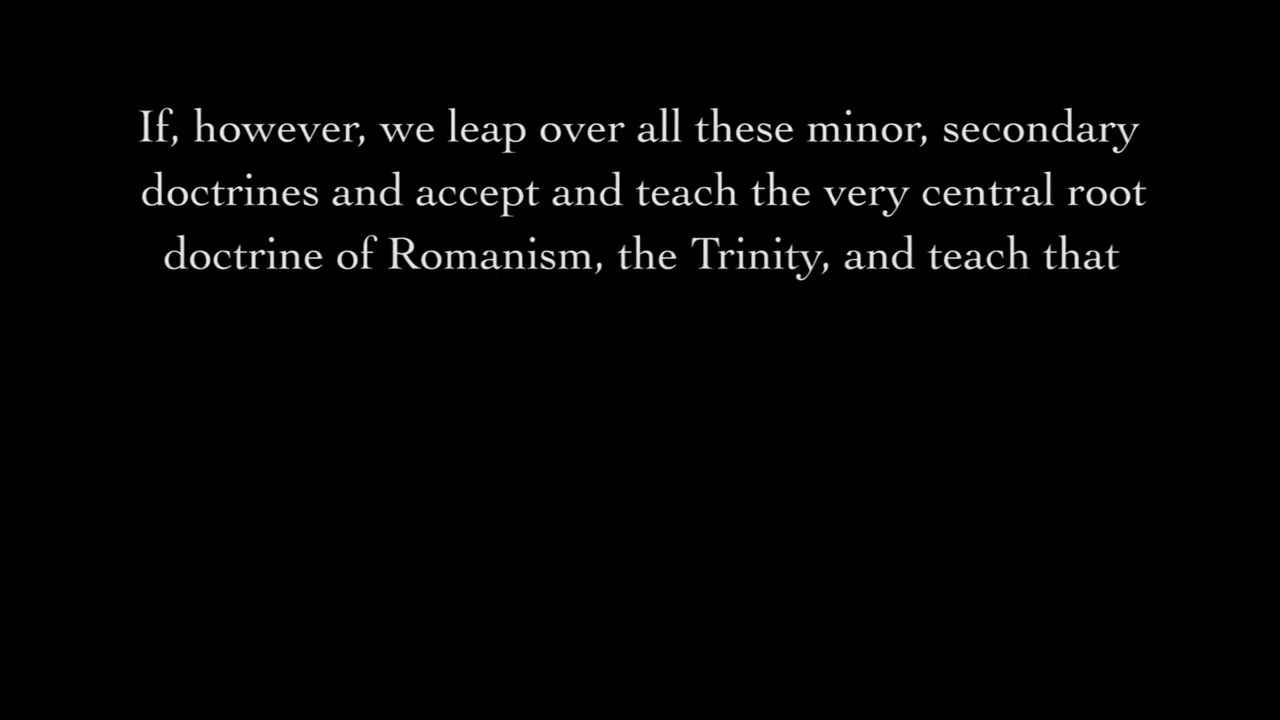 If, however, we leap over all these minor, secondary
doctrines and accept and teach the very central root
doctrine of Romanism, the Trinity, and teach that